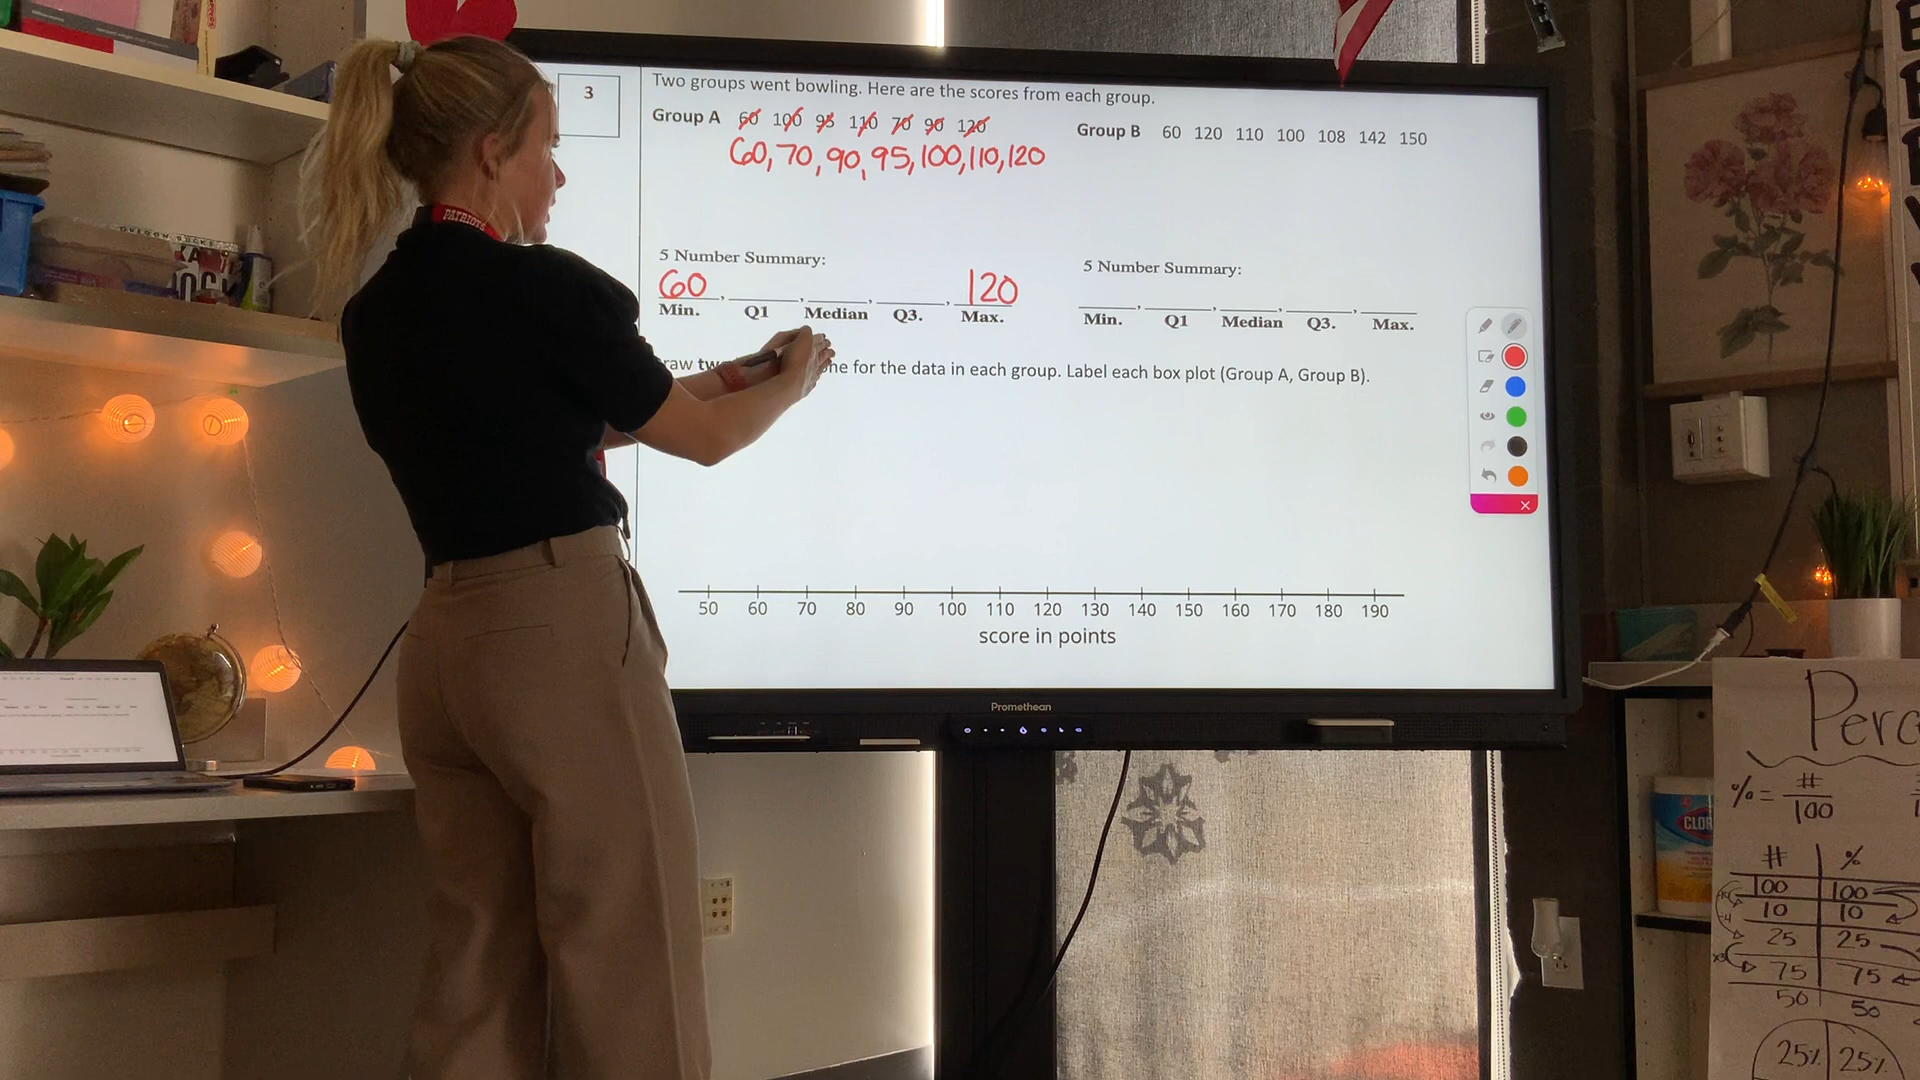 3
Two groups went bowling. Here are the scores from each group.
Group A 60 100 95 110 70 90 120
Group B 60 120 110 100 108 142 150
60, 70, 90, 95, 100, 110, 120
5 Number Summary:
60 120
Min. Q1 Median Q3. Max.
5 Number Summary:
Min. Q1 Median Q3. Max.
for the data in each group. Label each box plot (Group A, Group B).
50 60 70 80 90 100 110 120 130 140 150 160 170 180 190
score in points
Promethean
PATRIOTS
CLOR
Perc
% = #/100
# %
100 100
10 10
25 25
75 75
50 50
25% 25%